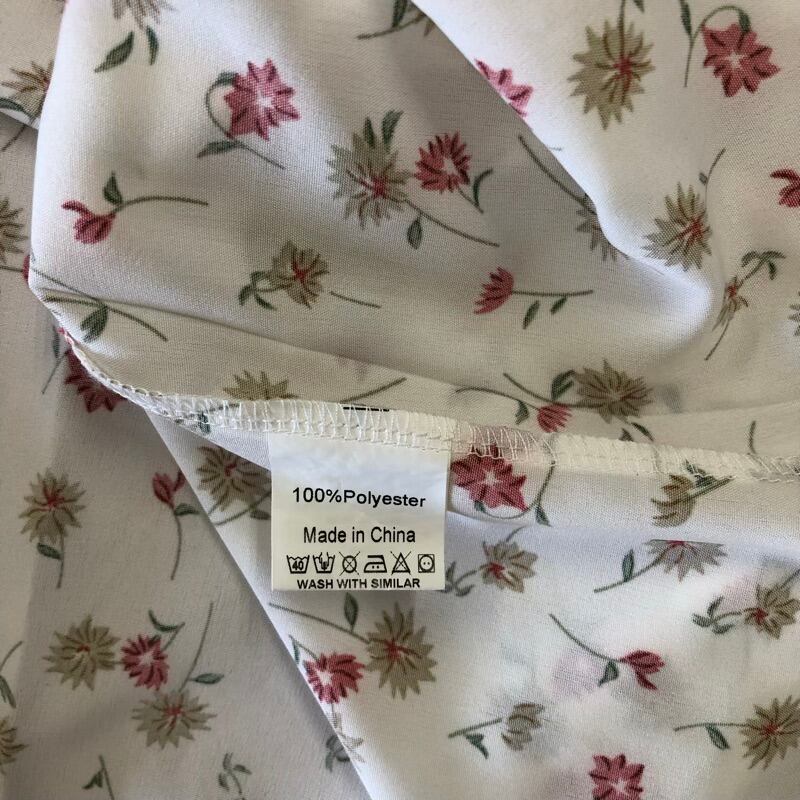 100%Polyester
Made in China
40
WASH WITH SIMILAR